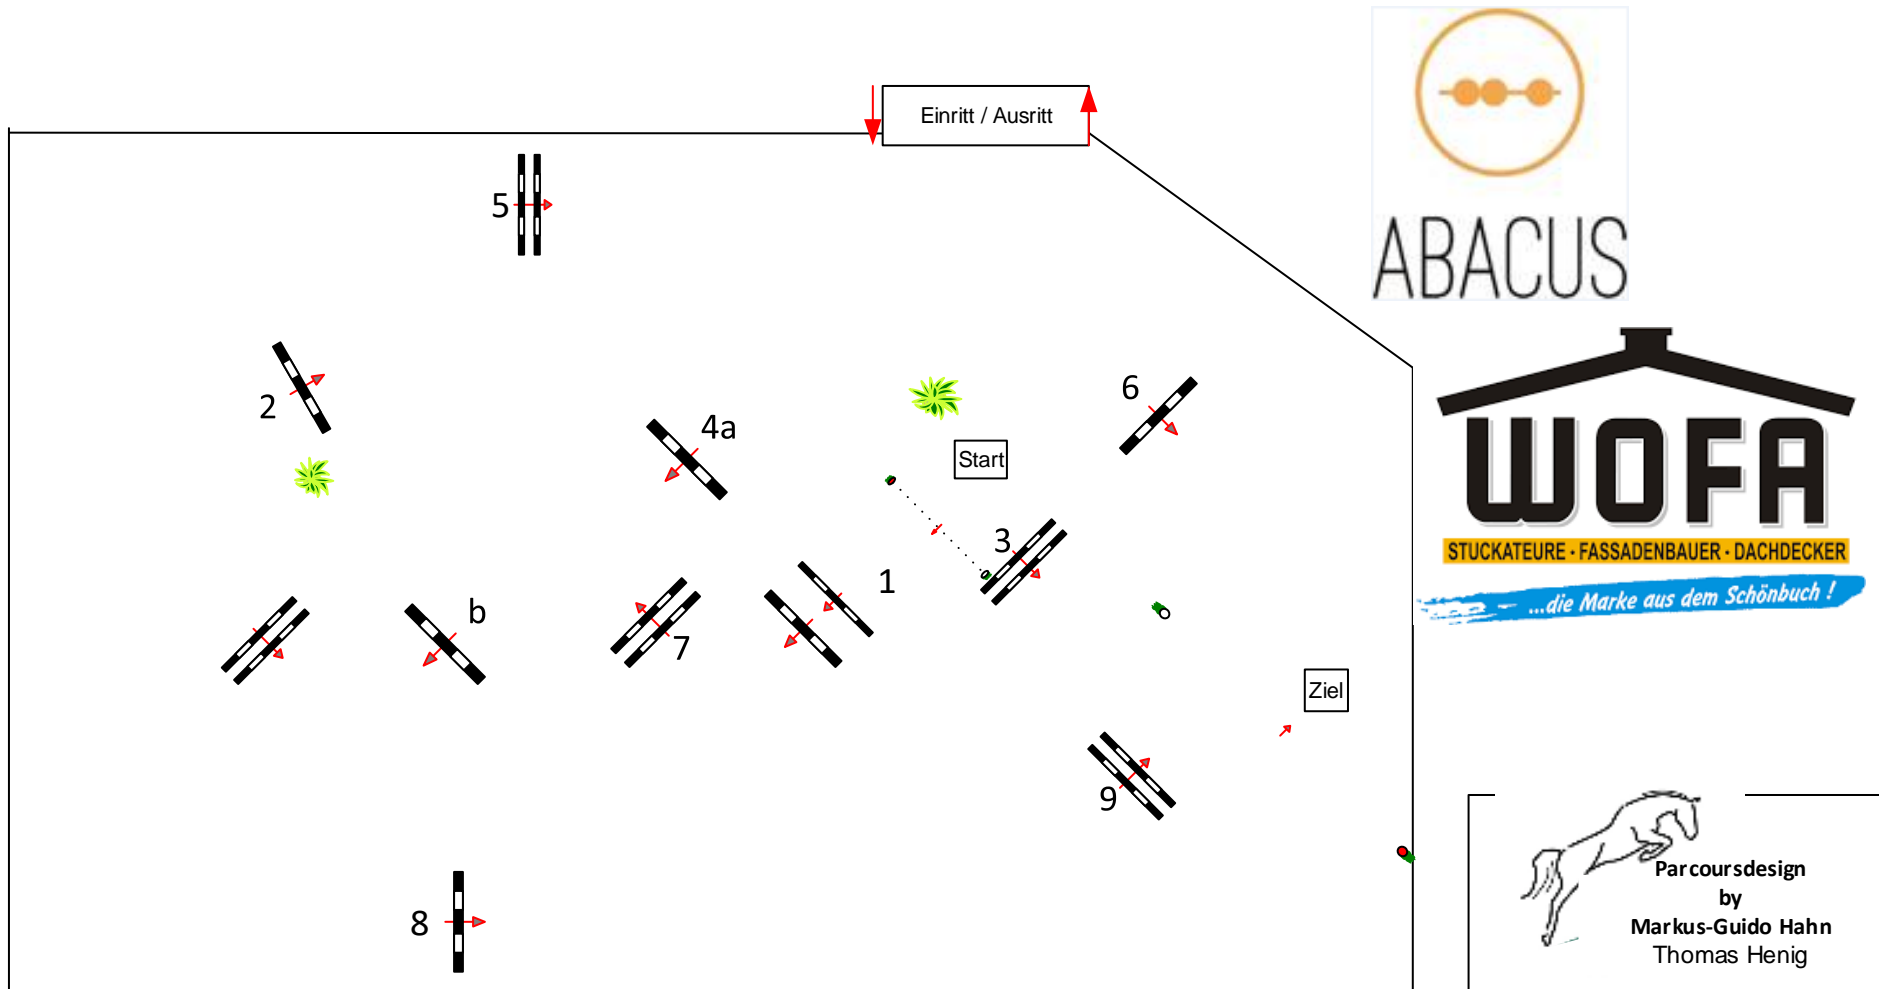 Einritt / Ausritt
5
2
4a
6
Start
3
1
b
7
Ziel
9
8
ABACUS
WOFA
STUCKATEURE · FASSADENBAUER · DACHDECKER
...die Marke aus dem Schönbuch !
Parcoursdesign
by
Markus-Guido Hahn
Thomas Henig